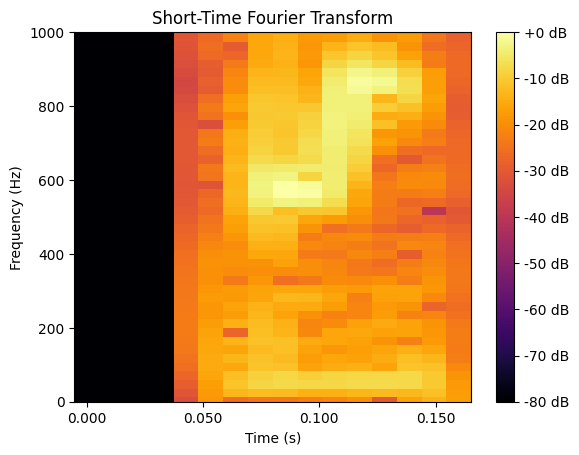 Short-Time Fourier Transform
1000
800
600
400
200
0
Frequency (Hz)
0.000
0.050
0.100
0.150
Time (s)
+0 dB
-10 dB
-20 dB
-30 dB
-40 dB
-50 dB
-60 dB
-70 dB
-80 dB